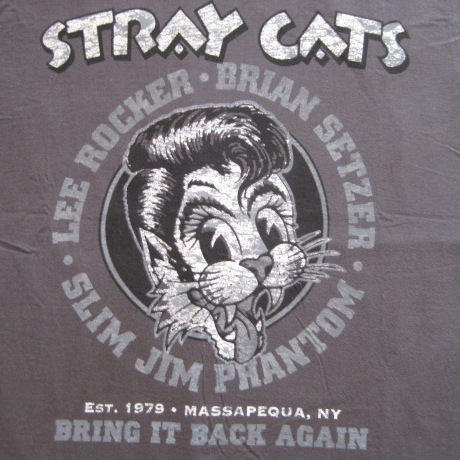 STRAY CATS
• LEE ROCKER • BRIAN SETZER •
SLIM JIM PHANTOM
EST. 1979 • MASSAPEQUA, NY
BRING IT BACK AGAIN